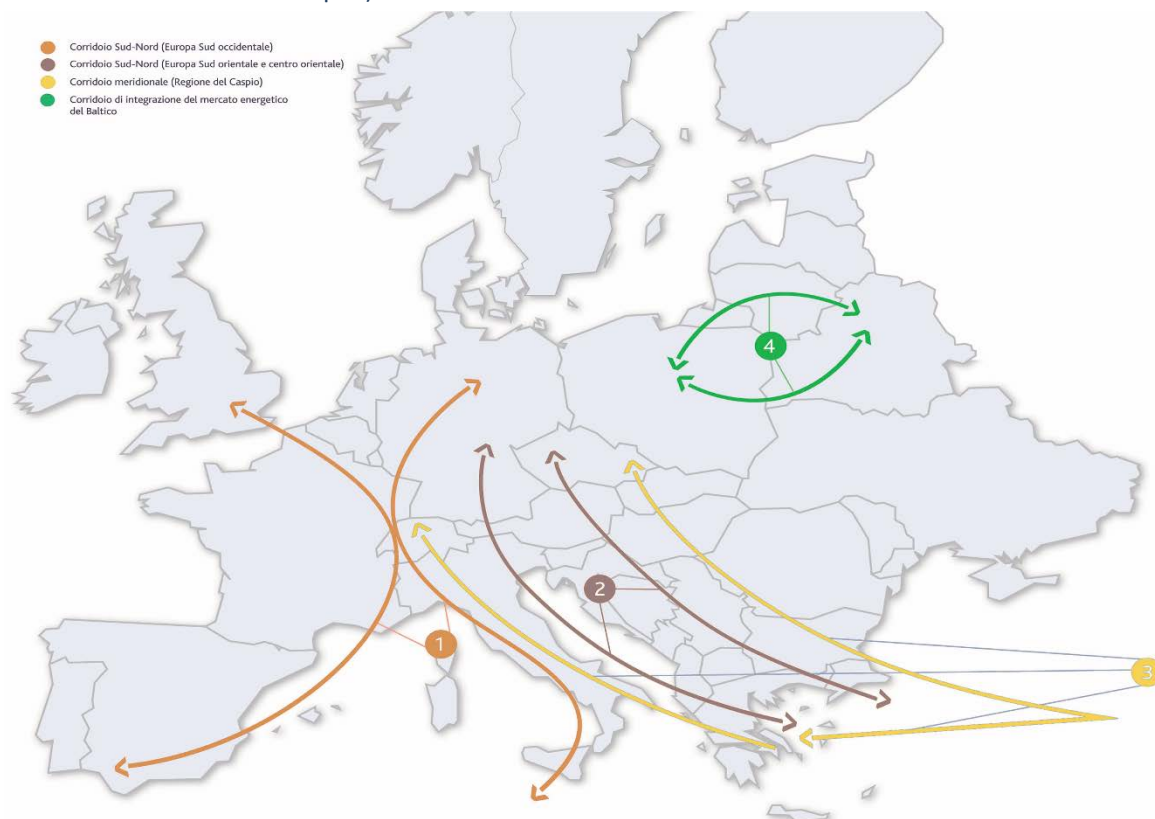 Corridoio Sud-Nord (Europa Sud occidentale)
Corridoio Sud-Nord (Europa Sud orientale e centro orientale)
Corridoio meridionale (Regione del Caspio)
Corridoio di integrazione del mercato energetico
del Baltico
4
2
1
3